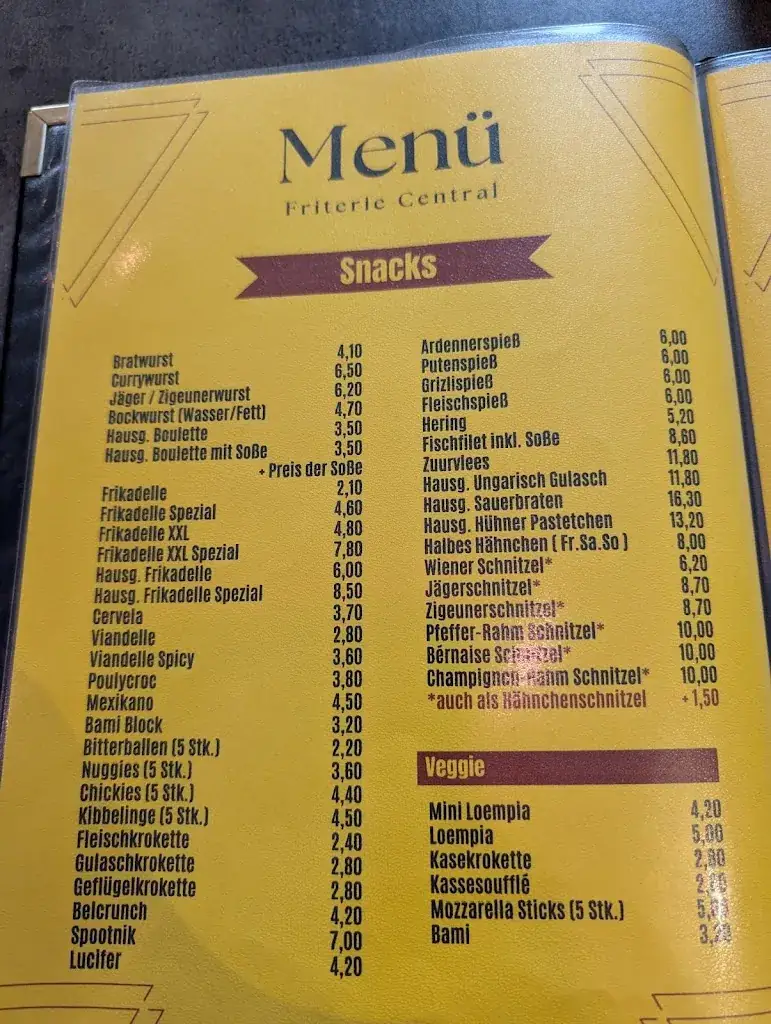 Menü
Friterie Central
Snacks
Bratwurst 4,10
Currywurst 6,50
Jäger / Zigeunerwurst 6,20
Bockwurst (Wasser/Fett) 4,70
Hausg. Boulette 3,50
Hausg. Boulette mit Soße 3,50
+ Preis der Soße
Frikadelle 2,10
Frikadelle Spezial 4,60
Frikadelle XXL 4,80
Frikadelle XXL Spezial 7,80
Hausg. Frikadelle 6,00
Hausg. Frikadelle Spezial 8,50
Cervela 3,70
Viandelle 2,80
Viandelle Spicy 3,60
Poulycroc 3,80
Mexikano 4,50
Bami Block 3,20
Bitterballen (5 Stk.) 2,20
Nuggies (5 Stk.) 3,60
Chickies (5 Stk.) 4,40
Kibbelinge (5 Stk.) 4,50
Fleischkrokette 2,40
Gulaschkrokette 2,80
Geflügelkrokette 2,80
Belcrunch 4,20
Spootnik 7,00
Lucifer 4,20
Ardennerspieß 6,00
Putenspieß 6,00
Grizlispieß 6,00
Fleischspieß 6,00
Hering 5,20
Fischfilet inkl. Soße 8,60
Zuurvlees 11,80
Hausg. Ungarisch Gulasch 11,80
Hausg. Sauerbraten 16,30
Hausg. Hühner Pastetchen 13,20
Halbes Hähnchen ( Fr.Sa.So ) 8,00
Wiener Schnitzel* 6,20
Jägerschnitzel* 8,70
Zigeunerschnitzel* 8,70
Pfeffer-Rahm Schnitzel* 10,00
Bérnaise Schnitzel* 10,00
Champignon-Rahm Schnitzel* 10,00
*auch als Hähnchenschnitzel + 1,50
Veggie
Mini Loempia 4,20
Loempia 5,00
Kasekrokette 2,80
Kassesoufflé
Mozzarella Sticks (5 Stk.)
Bami